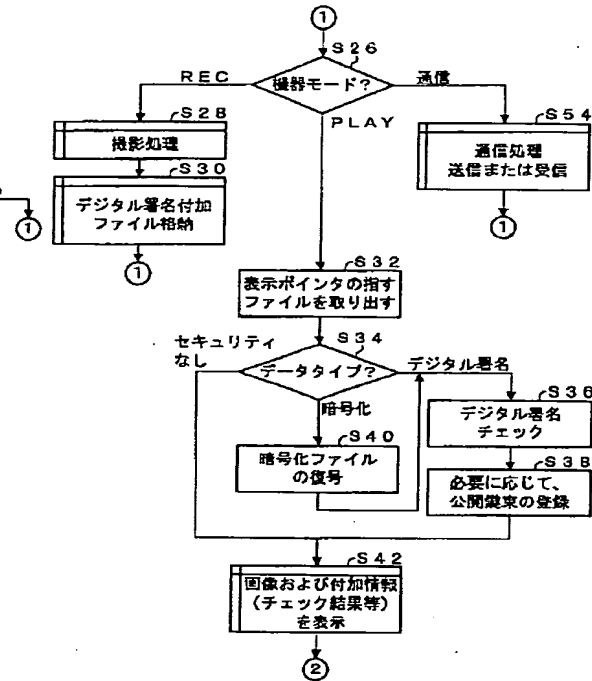 ①
S26
機器モード？
REC
通信
PLAY
S28
撮影処理
S54
通信処理
送信または受信
S30
デジタル署名付加
ファイル格納
①
①
①
S32
表示ポインタの指す
ファイルを取り出す
S34
セキュリティ
なし
データタイプ？
デジタル署名
暗号化
S36
デジタル署名
チェック
S40
暗号化ファイル
の復号
S38
必要に応じて、
公開鍵束の登録
S42
画像および付加情報
（チェック結果等）
を表示
②